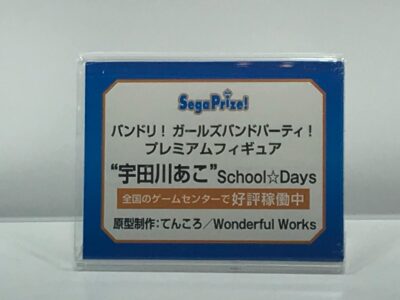 SegaPrize!
バンドリ！ ガールズバンドパーティ！
プレミアムフィギュア
“宇田川あこ” School☆Days
全国のゲームセンターで 好評稼働中
原型制作：てんころ／Wonderful Works